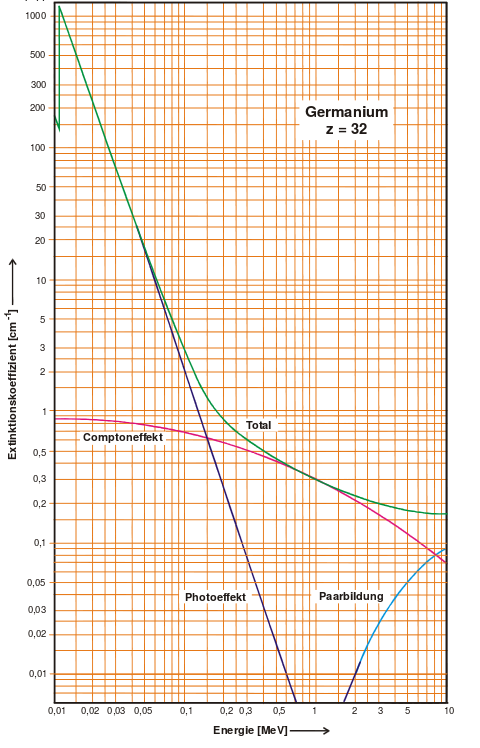 1000
500
300
200
100
50
30
20
10
5
3
2
1
0,5
0,3
0,2
0,1
0,05
0,03
0,02
0,01
Extinktionskoeffizient [cm⁻¹]
Germanium
z = 32
Total
Comptoneffekt
Photoeffekt
Paarbildung
0,01 0,02 0,03 0,05 0,1 0,2 0,3 0,5 1 2 3 5 10
Energie [MeV]